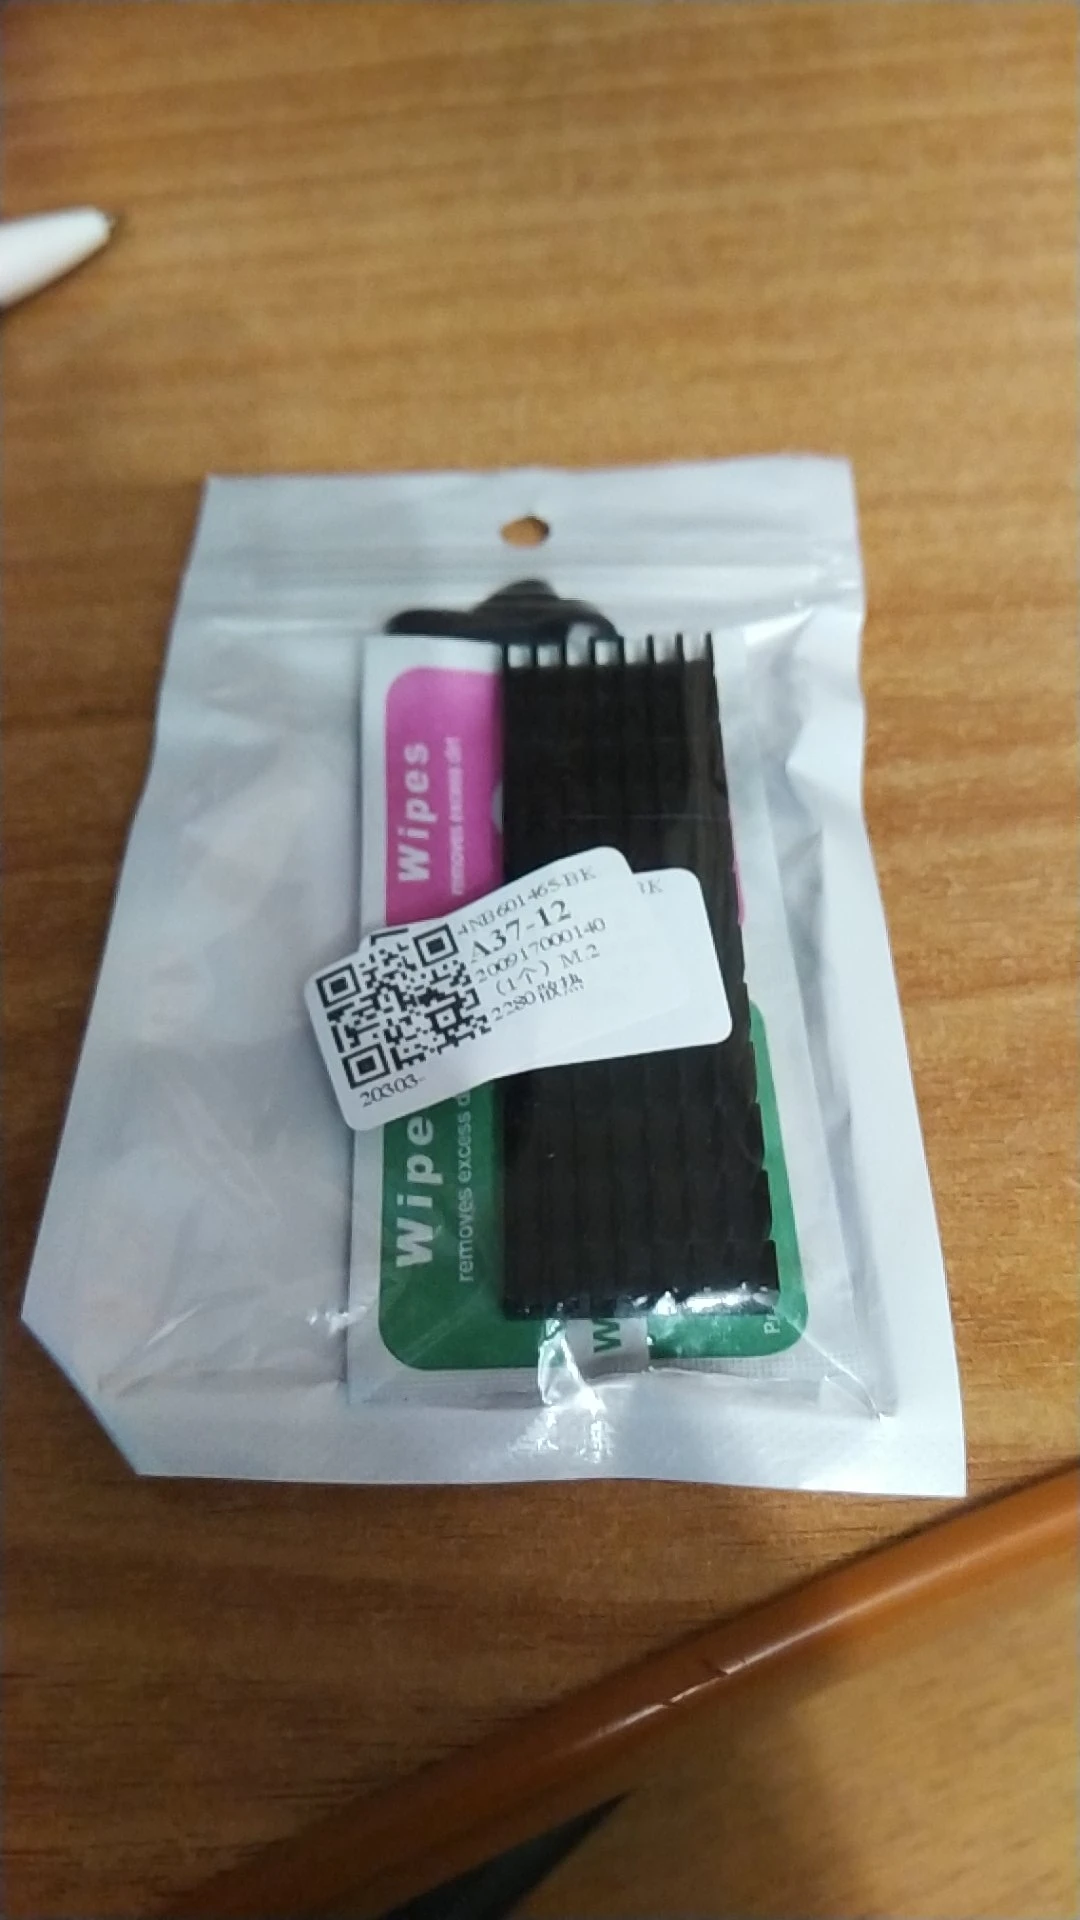 Wipes
removes excess dirt
4NB601465-BK
A37-12
200917000140
（1个）M.2
2280散热
20303-
BK
Wipe
removes excess d
W